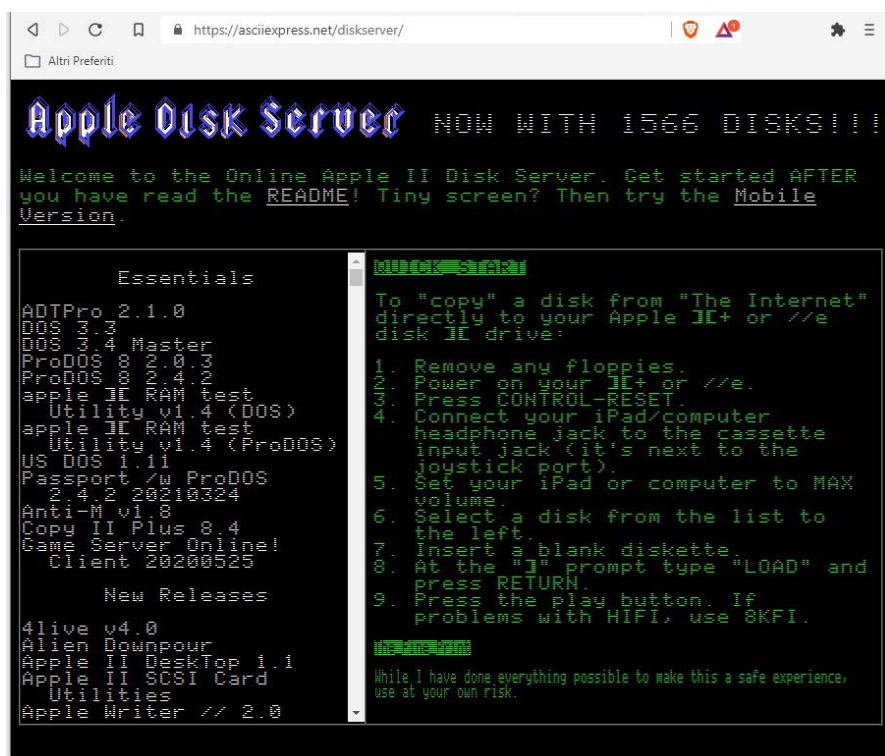 https://asciiexpress.net/diskserver/
1
Altri Preferiti
Apple Disk Server NOW WITH 1566 DISKS!!!
Welcome to the Online Apple II Disk Server. Get started AFTER
you have read the README! Tiny screen? Then try the Mobile
Version.
Essentials
ADTPro 2.1.0
DOS 3.3
DOS 3.4 Master
ProDOS 8 2.0.3
ProDOS 8 2.4.2
apple ][ RAM test
Utility v1.4 (DOS)
apple ][ RAM test
Utility v1.4 (ProDOS)
US DOS 1.11
Passport /w ProDOS
2.4.2 20210324
Anti-M v1.8
Copy II Plus 8.4
Game Server Online!
Client 20200525
New Releases
4live v4.0
Alien Downpour
Apple II DeskTop 1.1
Apple II SCSI Card
Utilities
Apple Writer // 2.0
QUICK START
To "copy" a disk from "The Internet"
directly to your Apple ][+ or //e
disk ][ drive:
1. Remove any floppies.
2. Power on your ][+ or //e.
3. Press CONTROL-RESET.
4. Connect your iPad/computer
headphone jack to the cassette
input jack (it's next to the
joystick port).
5. Set your iPad or computer to MAX
volume.
6. Select a disk from the list to
the left.
7. Insert a blank diskette.
8. At the "]" prompt type "LOAD" and
press RETURN.
9. Press the play button. If
problems with HIFI, use 8KFI.
The Fine Print
While I have done everything possible to make this a safe experience,
use at your own risk.